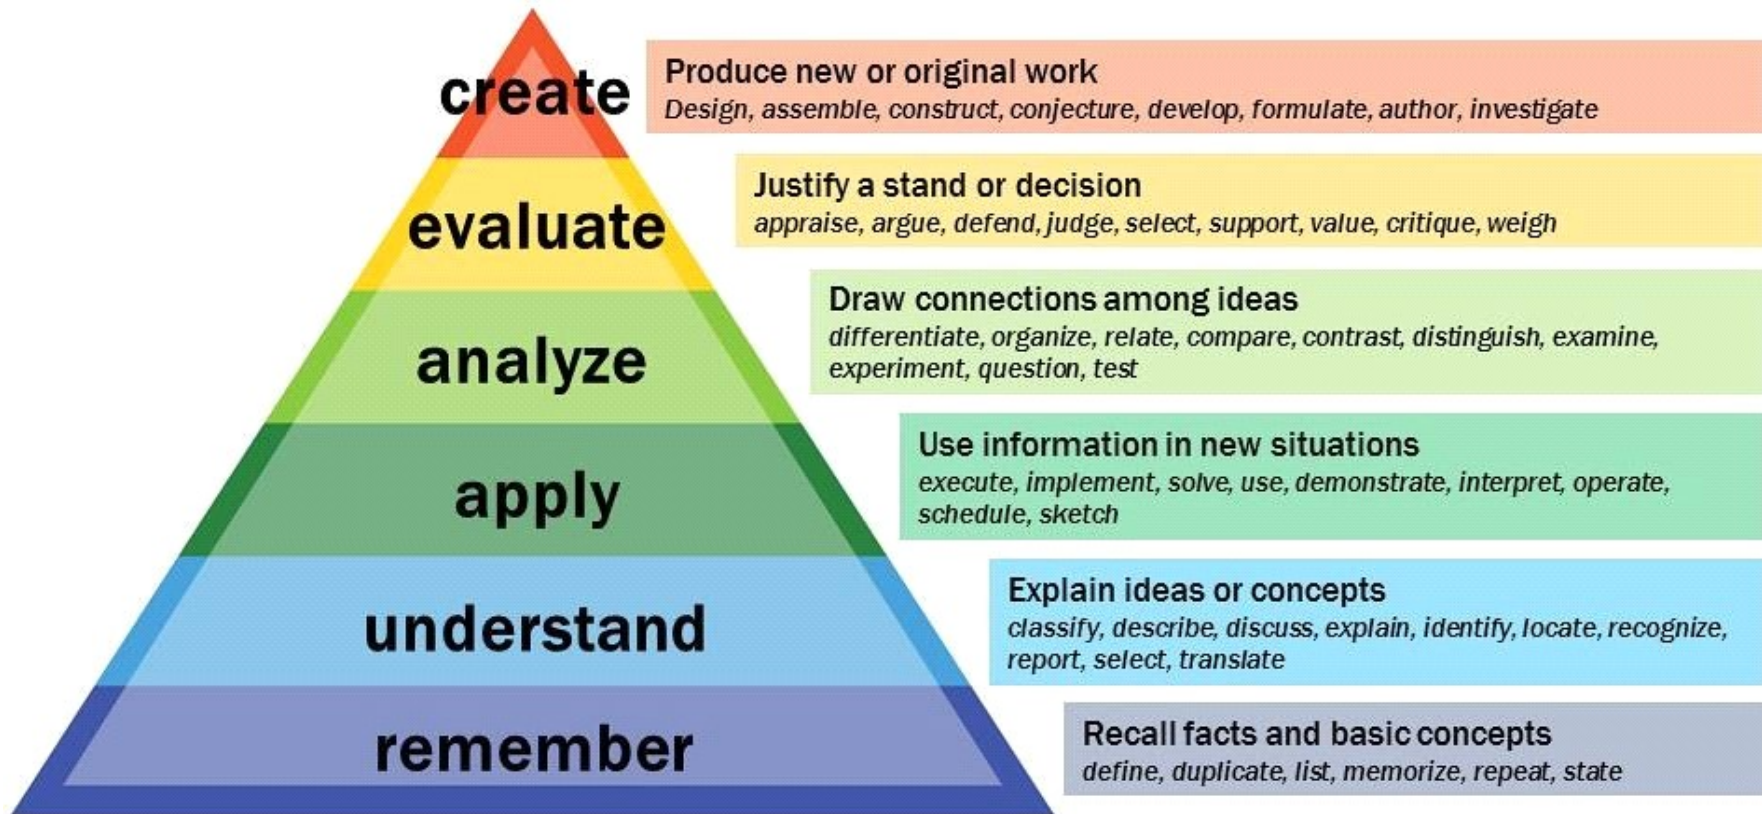 create
Produce new or original work
Design, assemble, construct, conjecture, develop, formulate, author, investigate
evaluate
Justify a stand or decision
appraise, argue, defend, judge, select, support, value, critique, weigh
analyze
Draw connections among ideas
differentiate, organize, relate, compare, contrast, distinguish, examine,
experiment, question, test
apply
Use information in new situations
execute, implement, solve, use, demonstrate, interpret, operate,
schedule, sketch
understand
Explain ideas or concepts
classify, describe, discuss, explain, identify, locate, recognize,
report, select, translate
remember
Recall facts and basic concepts
define, duplicate, list, memorize, repeat, state